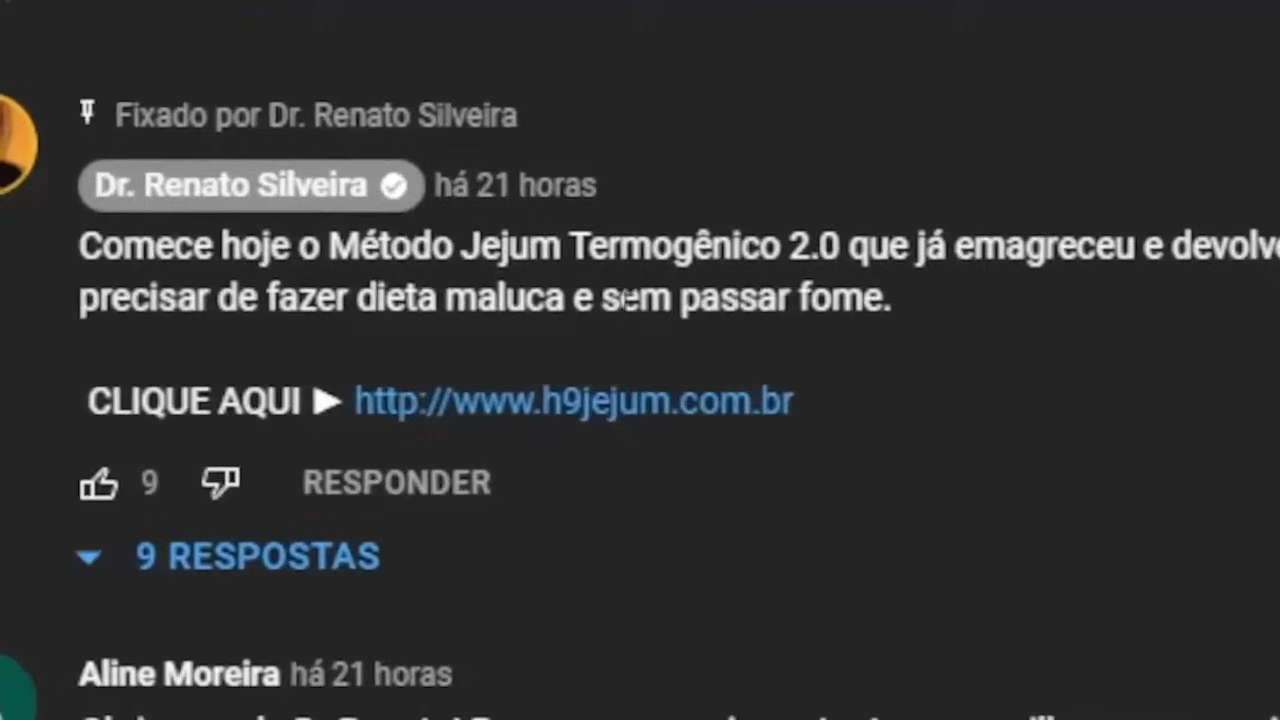 Fixado por Dr. Renato Silveira
Dr. Renato Silveira há 21 horas
Comece hoje o Método Jejum Termogênico 2.0 que já emagreceu e
precisar de fazer dieta maluca e sem passar fome.
CLIQUE AQUI ▶ http://www.h9jejum.com.br
9 RESPONDER
9 RESPOSTAS
Aline Moreira há 21 horas